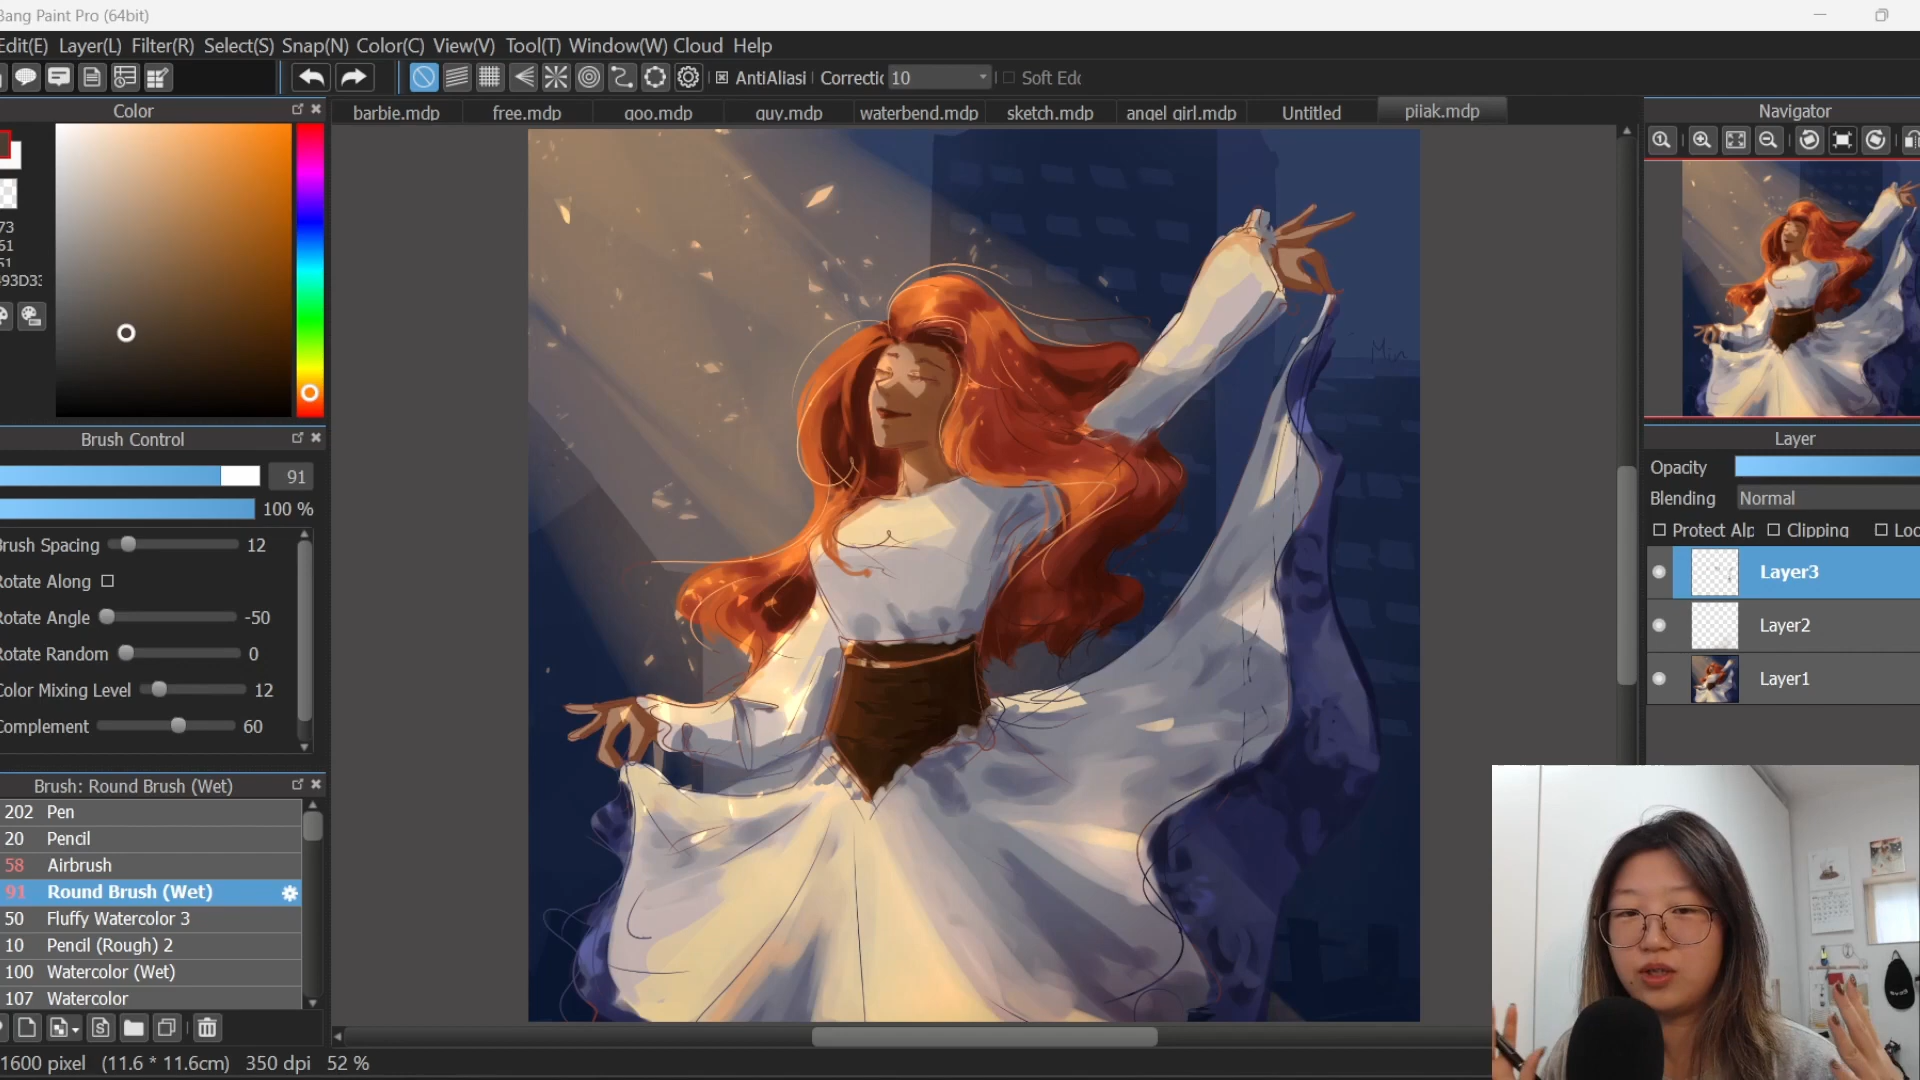 Bang Paint Pro (64bit)
Edit(E) Layer(L) Filter(R) Select(S) Snap(N) Color(C) View(V) Tool(T) Window(W) Cloud Help
AntiAliasi Correctic 10 Soft Edc
Color
barbie.mdp free.mdp goo.mdp guy.mdp waterbend.mdp sketch.mdp angel girl.mdp Untitled piiak.mdp
Navigator
73
61
51
493D33
Brush Control
91
100 %
Brush Spacing 12
Rotate Along
Rotate Angle -50
Rotate Random 0
Color Mixing Level 12
Complement 60
Brush: Round Brush (Wet)
202 Pen
20 Pencil
58 Airbrush
91 Round Brush (Wet)
50 Fluffy Watercolor 3
10 Pencil (Rough) 2
100 Watercolor (Wet)
107 Watercolor
1600 pixel (11.6 * 11.6cm) 350 dpi 52 %
Layer
Opacity
Blending Normal
Protect Alp Clipping Loc
Layer3
Layer2
Layer1
Min